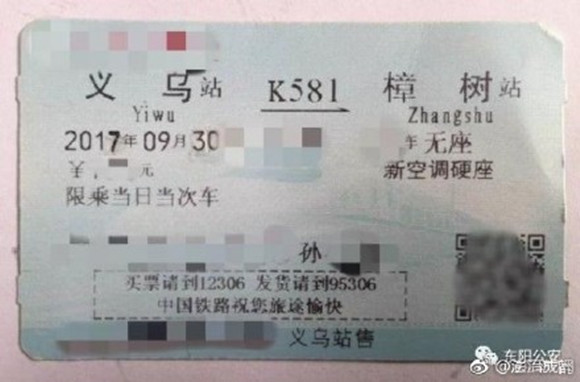 义乌站 K581 樟树站
Yiwu Zhangshu
2017年09月30 车 无座
¥ 元 新空调硬座
限乘当日当次车
孙
买票请到12306 发货请到95306
中国铁路祝您旅途愉快
义乌站售
东阳公安
@法治成都